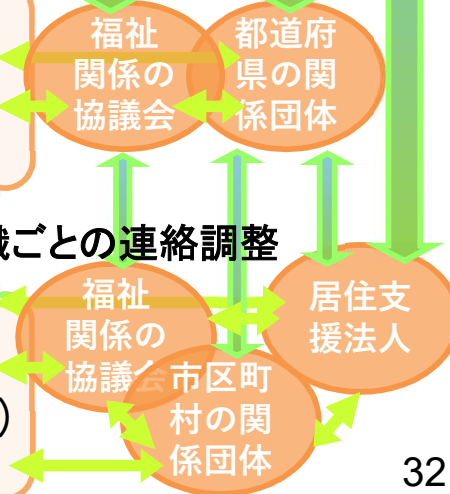 福祉
関係の
協議会
都道府
県の関
係団体
ごとの連絡調整
福祉
関係の
協議会
居住支
援法人
市区町
村の関
係団体
)
32